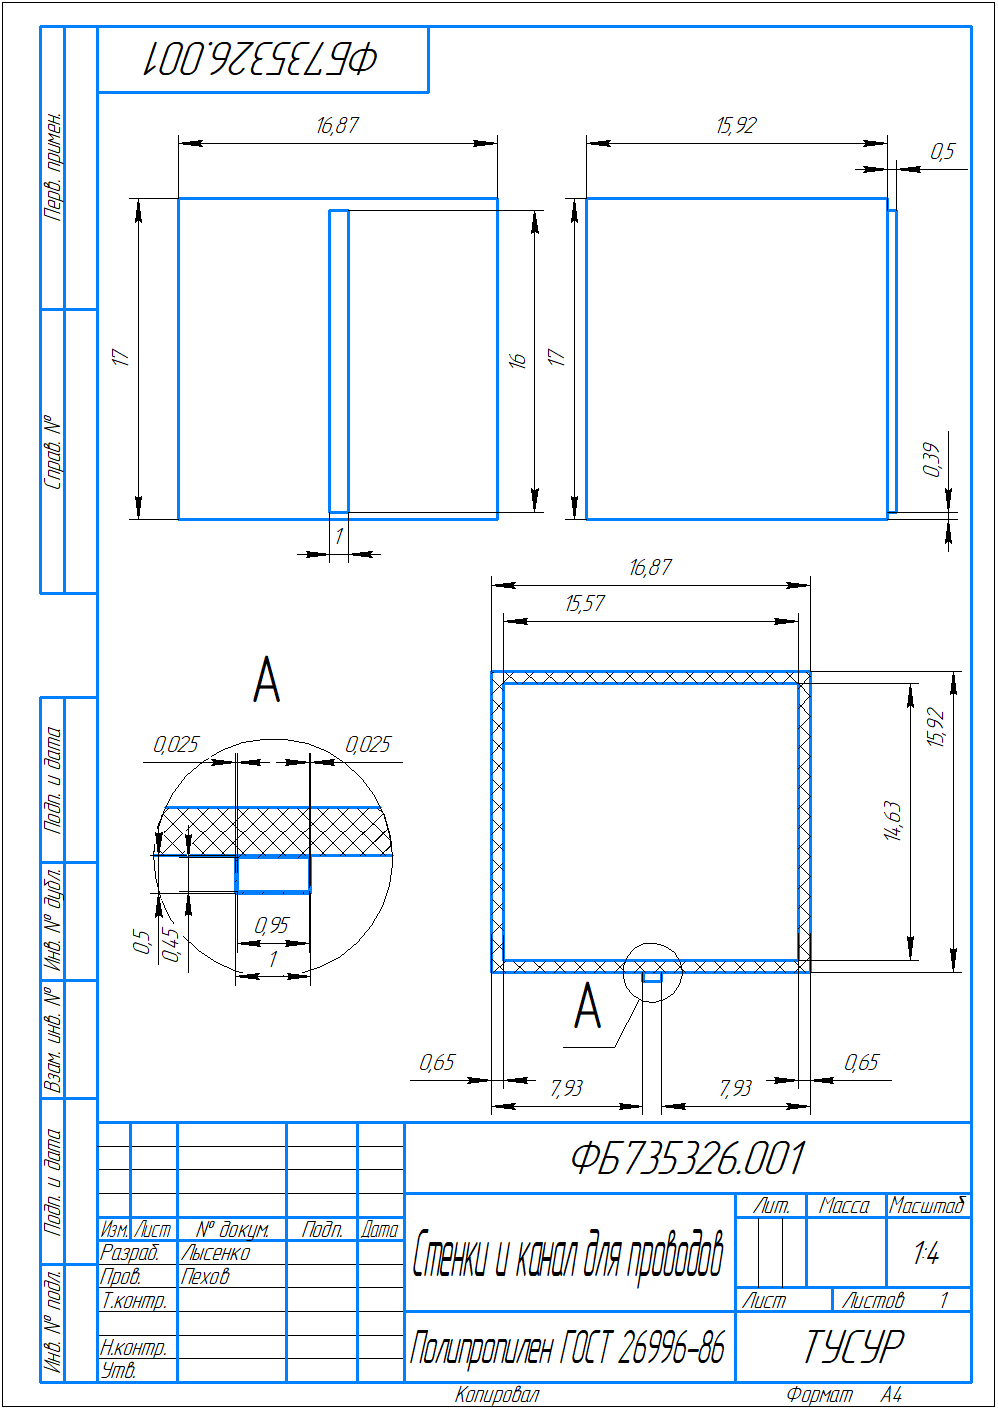 ФБ735326.001
Перв. примен.
Справ. №
Подп. и дата
Инв. № дубл.
Взам. инв. №
Подп. и дата
Инв. № подл.
16,87
17
16
1
15,92
0,5
17
0,39
16,87
15,57
15,92
14,63
А
0,65
7,93
7,93
0,65
А
0,025
0,025
0,5
0,45
0,95
1
ФБ735326.001
Изм. Лист № докум. Подп. Дата
Разраб. Лысенко
Пров. Пехов
Т.контр.
Н.контр.
Утв.
Стенки и канал для проводов
Лит. Масса Масштаб
1:4
Лист Листов 1
Полипропилен ГОСТ 26996-86
ТУСУР
Копировал Формат А4